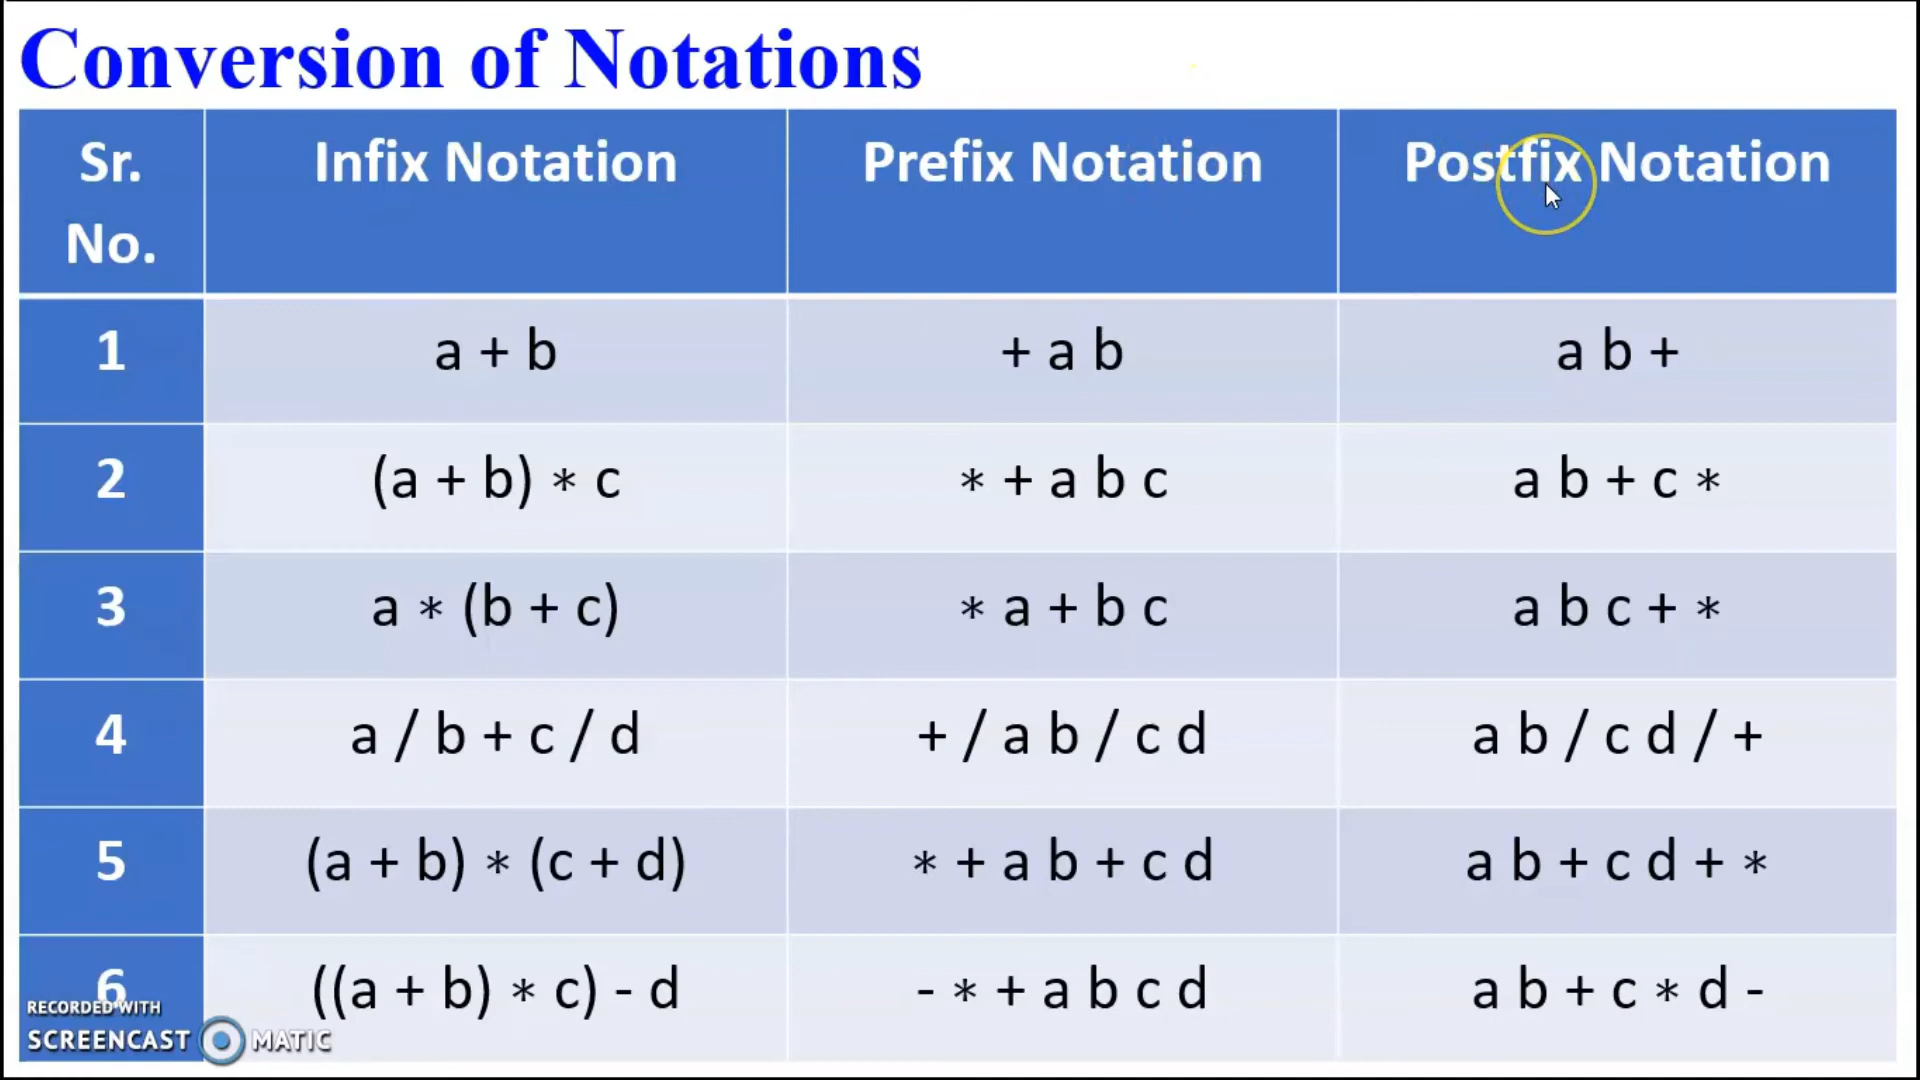 Conversion of Notations
Sr. No. Infix Notation Prefix Notation Postfix Notation
1 a + b + a b a b +
2 (a + b) ∗ c ∗ + a b c a b + c ∗
3 a ∗ (b + c) ∗ a + b c a b c + ∗
4 a / b + c / d + / a b / c d a b / c d / +
5 (a + b) ∗ (c + d) ∗ + a b + c d a b + c d + ∗
6 ((a + b) ∗ c) - d - ∗ + a b c d a b + c ∗ d -
RECORDED WITH
SCREENCAST MATIC